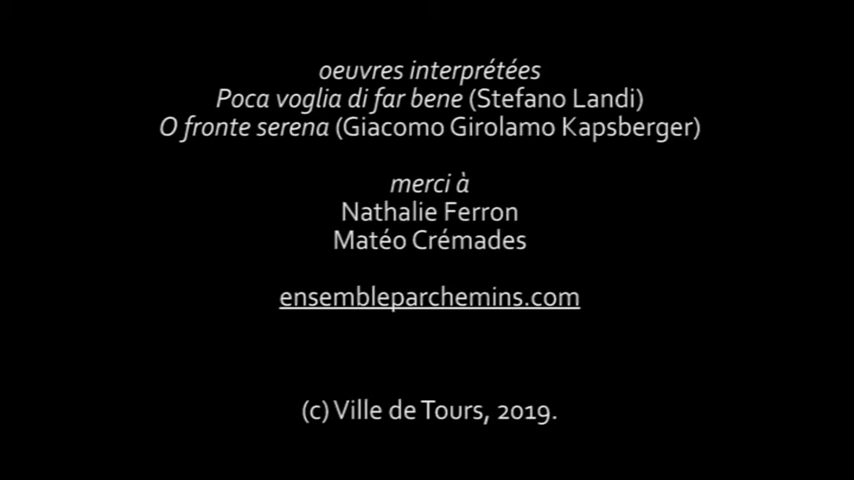 oeuvres interprétées
Poca voglia di far bene (Stefano Landi)
O fronte serena (Giacomo Girolamo Kapsberger)
merci à
Nathalie Ferron
Matéo Crémades
ensembleparchemins.com
(c) Ville de Tours, 2019.